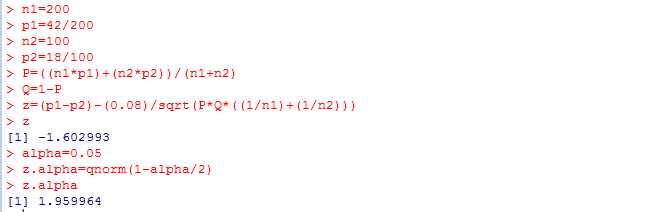 > n1=200
> p1=42/200
> n2=100
> p2=18/100
> P=((n1*p1)+(n2*p2))/(n1+n2)
> Q=1-P
> z=(p1-p2)-(0.08)/sqrt(P*Q*((1/n1)+(1/n2)))
> z
[1] -1.602993
> alpha=0.05
> z.alpha=qnorm(1-alpha/2)
> z.alpha
[1] 1.959964